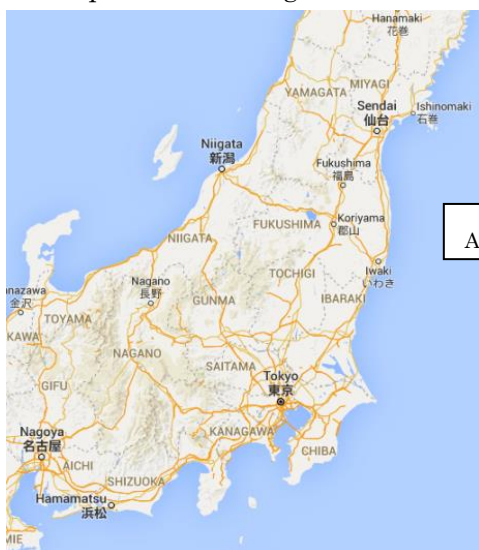 Hanamaki
花巻
MIYAGI
YAMAGATA
Sendai
仙台
Ishinomaki
石巻
Niigata
新潟
Fukushima
福島
FUKUSHIMA
Koriyama
郡山
NIIGATA
A
Iwaki
いわき
TOCHIGI
Nagano
長野
GUNMA
IBARAKI
anazawa
金沢
TOYAMA
KAWA
NAGANO
SAITAMA
Tokyo
東京
GIFU
KANAGAWA
Nagoya
名古屋
AICHI
CHIBA
SHIZUOKA
Hamamatsu
浜松
MIE